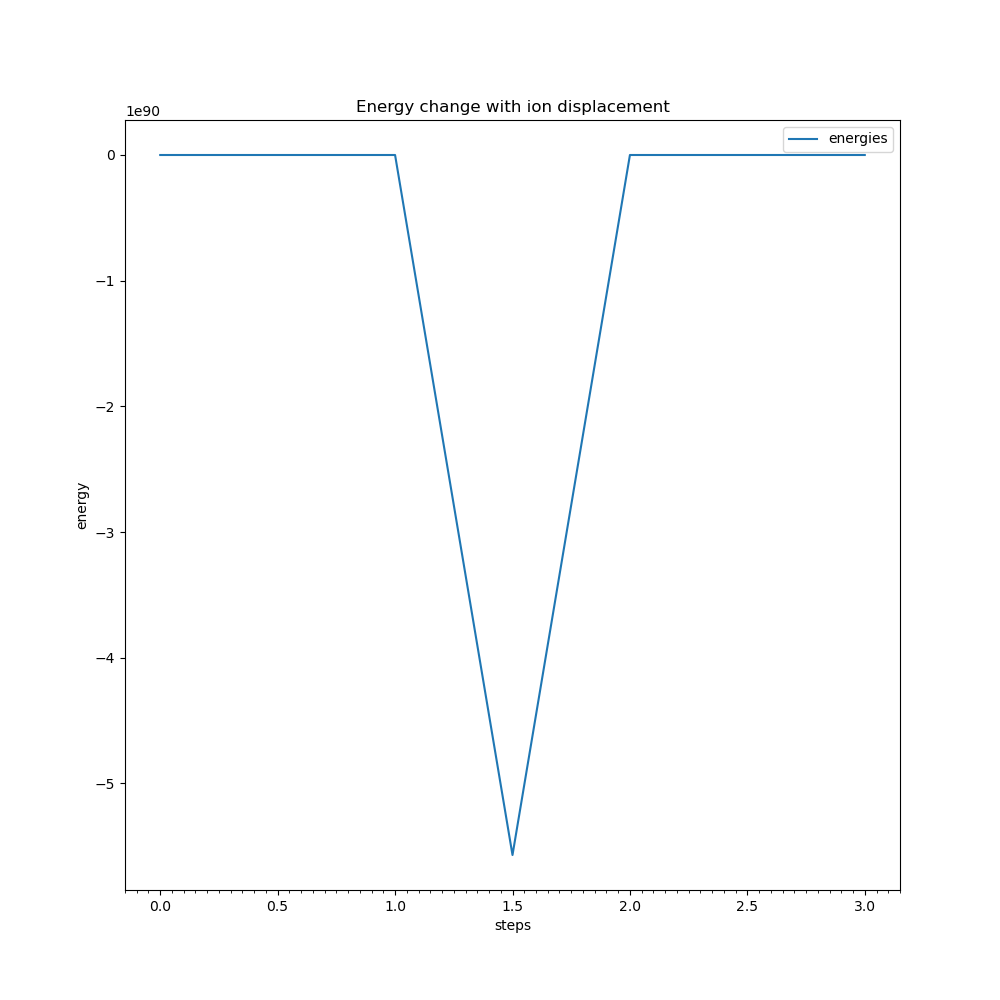 Energy change with ion displacement
1e90
energies
0
−1
−2
−3
−4
−5
energy
0.0 0.5 1.0 1.5 2.0 2.5 3.0
steps